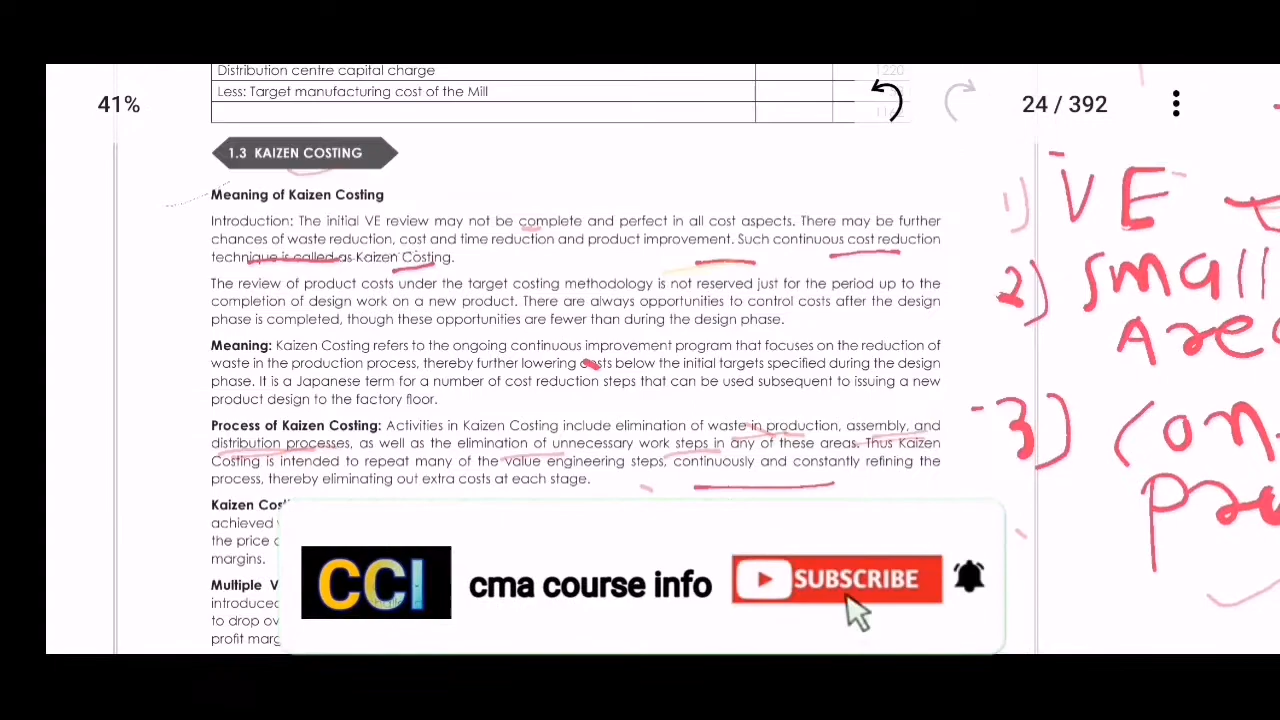 Distribution centre capital charge 1220
Less: Target manufacturing cost of the Mill
41%
24 / 392
1.3 KAIZEN COSTING
Meaning of Kaizen Costing
Introduction: The initial VE review may not be complete and perfect in all cost aspects. There may be further
chances of waste reduction, cost and time reduction and product improvement. Such continuous cost reduction
technique is called as Kaizen Costing.
The review of product costs under the target costing methodology is not reserved just for the period up to the
completion of design work on a new product. There are always opportunities to control costs after the design
phase is completed, though these opportunities are fewer than during the design phase.
Meaning: Kaizen Costing refers to the ongoing continuous improvement program that focuses on the reduction of
waste in the production process, thereby further lowering costs below the initial targets specified during the design
phase. It is a Japanese term for a number of cost reduction steps that can be used subsequent to issuing a new
product design to the factory floor.
Process of Kaizen Costing: Activities in Kaizen Costing include elimination of waste in production, assembly, and
distribution processes, as well as the elimination of unnecessary work steps in any of these areas. Thus Kaizen
Costing is intended to repeat many of the value engineering steps, continuously and constantly refining the
process, thereby eliminating out extra costs at each stage.
Kaizen
achieved
the price
margins.
Multiple V
introduced
to drop
profit
CCI
cma course info
SUBSCRIBE
1) VE
2) Small
Area
3) Con